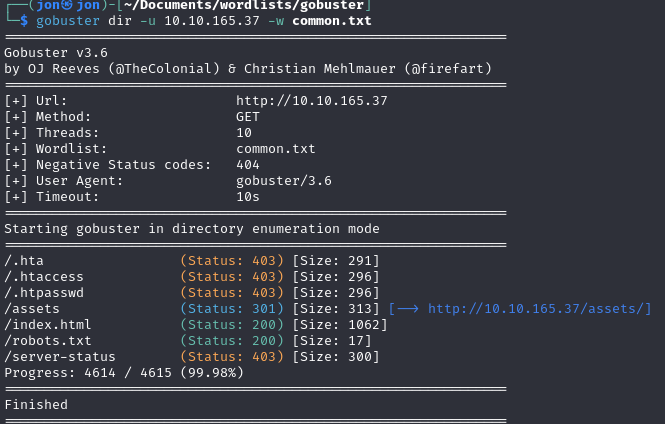 ┌──(jon㉿jon)-[~/Documents/wordlists/gobuster]
└─$ gobuster dir -u 10.10.165.37 -w common.txt
===============================================================
Gobuster v3.6
by OJ Reeves (@TheColonial) & Christian Mehlmauer (@firefart)
===============================================================
[+] Url:                     http://10.10.165.37
[+] Method:                  GET
[+] Threads:                 10
[+] Wordlist:                common.txt
[+] Negative Status codes:   404
[+] User Agent:              gobuster/3.6
[+] Timeout:                 10s
===============================================================
Starting gobuster in directory enumeration mode
===============================================================
/.hta                 (Status: 403) [Size: 291]
/.htaccess            (Status: 403) [Size: 296]
/.htpasswd            (Status: 403) [Size: 296]
/assets               (Status: 301) [Size: 313] [--> http://10.10.165.37/assets/]
/index.html           (Status: 200) [Size: 1062]
/robots.txt           (Status: 200) [Size: 17]
/server-status        (Status: 403) [Size: 300]
Progress: 4614 / 4615 (99.98%)
===============================================================
Finished
===============================================================